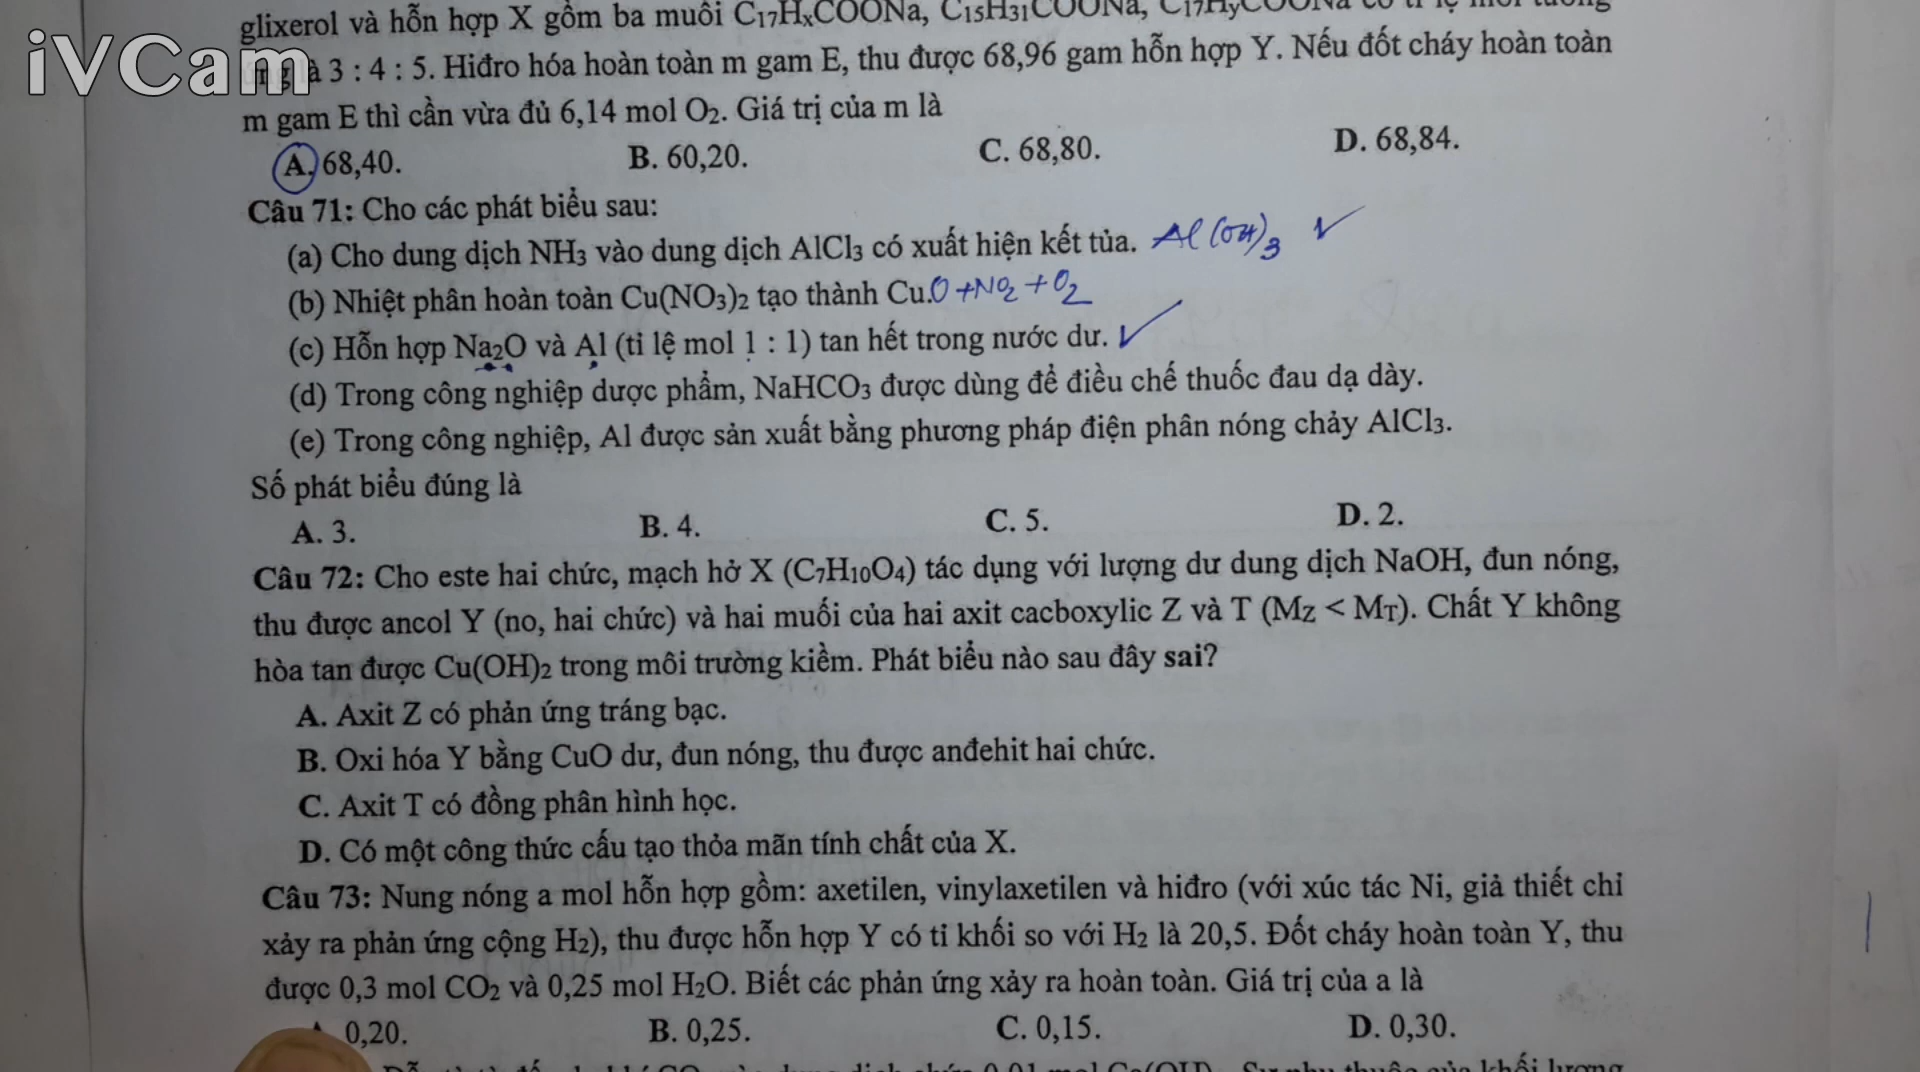 iVCam
glixerol và hỗn hợp X gồm ba muối C₁₇HₓCOONa, C₁₅H₃₁COONa, C₁₇HᵧCOONa có tỉ lệ mol tương
ứng là 3 : 4 : 5. Hiđro hóa hoàn toàn m gam E, thu được 68,96 gam hỗn hợp Y. Nếu đốt cháy hoàn toàn
m gam E thì cần vừa đủ 6,14 mol O₂. Giá trị của m là
A. 68,40. B. 60,20. C. 68,80. D. 68,84.
Câu 71: Cho các phát biểu sau:
(a) Cho dung dịch NH₃ vào dung dịch AlCl₃ có xuất hiện kết tủa. Al(OH)₃ ✓
(b) Nhiệt phân hoàn toàn Cu(NO₃)₂ tạo thành Cu.O + NO₂ + O₂
(c) Hỗn hợp Na₂O và Al (tỉ lệ mol 1 : 1) tan hết trong nước dư. ✓
(d) Trong công nghiệp dược phẩm, NaHCO₃ được dùng để điều chế thuốc đau dạ dày.
(e) Trong công nghiệp, Al được sản xuất bằng phương pháp điện phân nóng chảy AlCl₃.
Số phát biểu đúng là
A. 3. B. 4. C. 5. D. 2.
Câu 72: Cho este hai chức, mạch hở X (C₇H₁₀O₄) tác dụng với lượng dư dung dịch NaOH, đun nóng,
thu được ancol Y (no, hai chức) và hai muối của hai axit cacboxylic Z và T (M_Z < M_T). Chất Y không
hòa tan được Cu(OH)₂ trong môi trường kiềm. Phát biểu nào sau đây sai?
A. Axit Z có phản ứng tráng bạc.
B. Oxi hóa Y bằng CuO dư, đun nóng, thu được anđehit hai chức.
C. Axit T có đồng phân hình học.
D. Có một công thức cấu tạo thỏa mãn tính chất của X.
Câu 73: Nung nóng a mol hỗn hợp gồm: axetilen, vinylaxetilen và hiđro (với xúc tác Ni, giả thiết chỉ
xảy ra phản ứng cộng H₂), thu được hỗn hợp Y có tỉ khối so với H₂ là 20,5. Đốt cháy hoàn toàn Y, thu
được 0,3 mol CO₂ và 0,25 mol H₂O. Biết các phản ứng xảy ra hoàn toàn. Giá trị của a là
A. 0,20. B. 0,25. C. 0,15. D. 0,30.